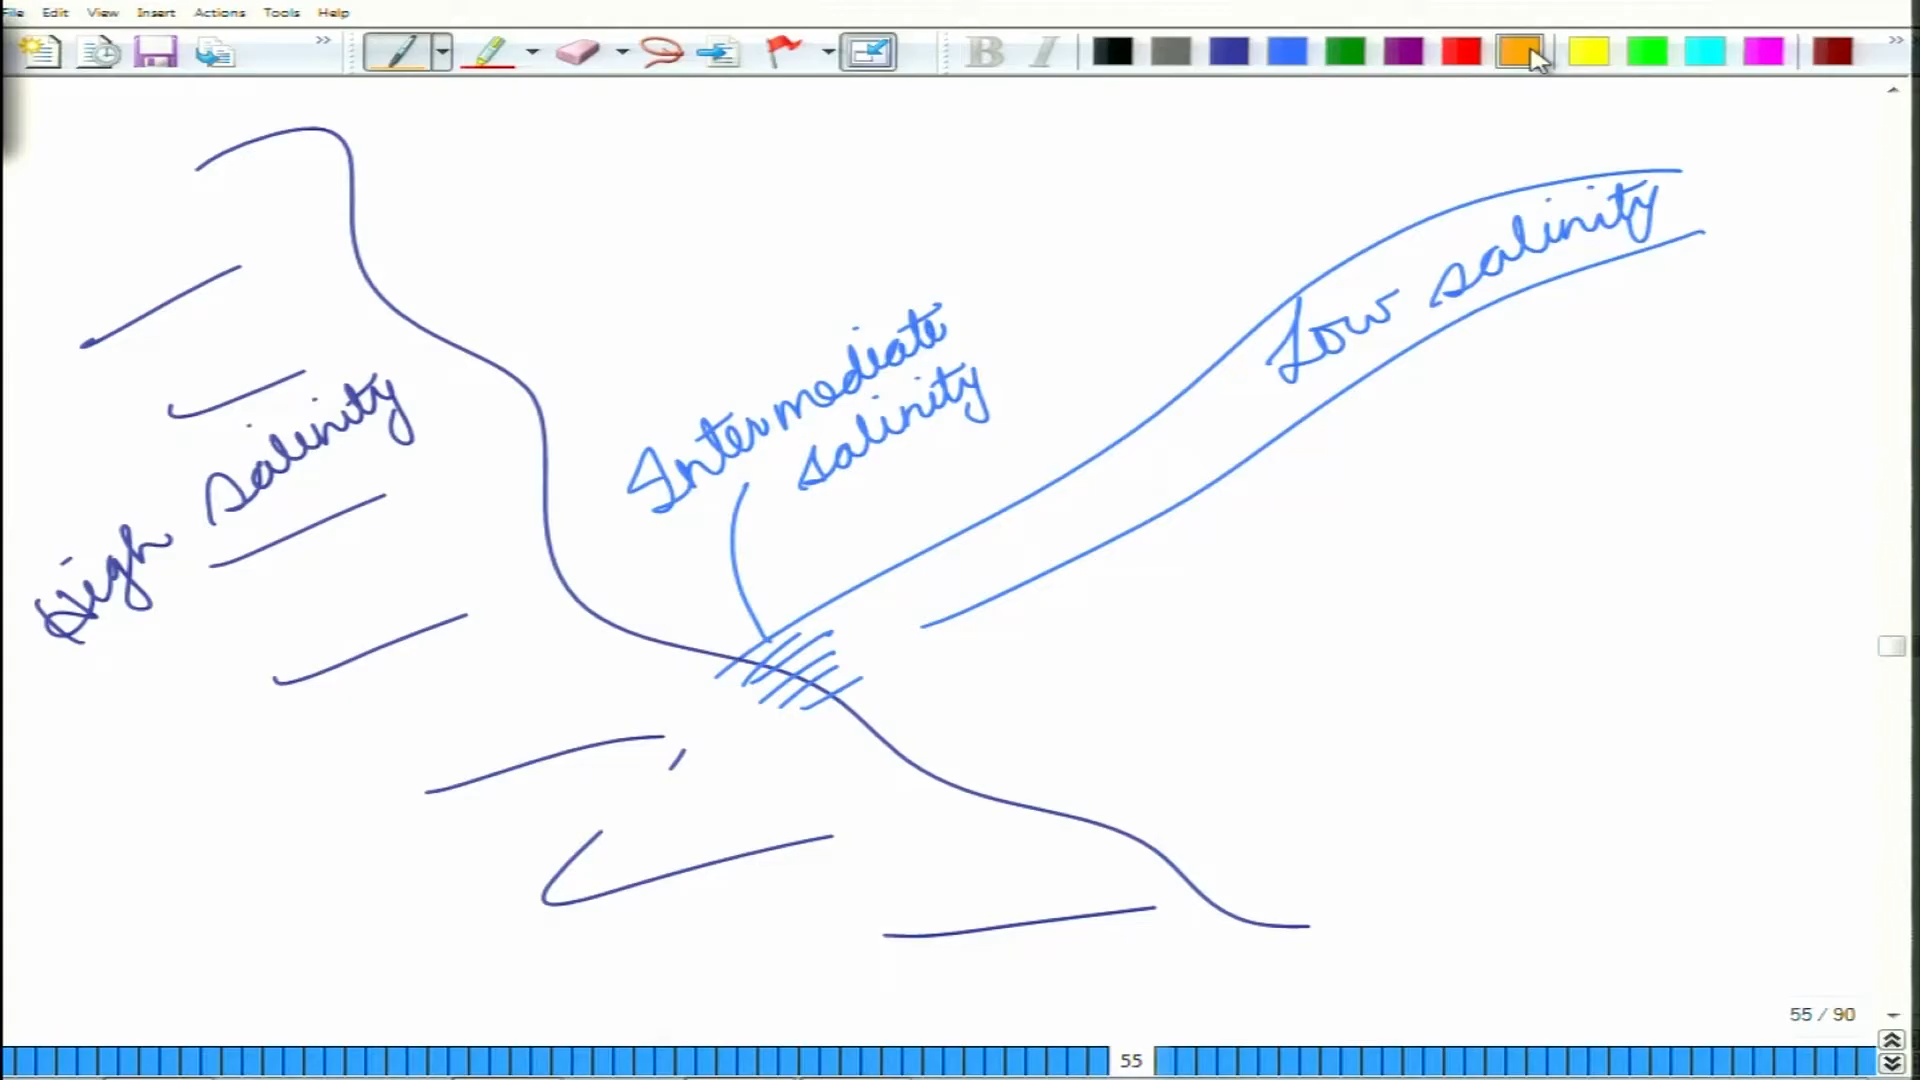 File Edit View Insert Actions Tools Help
B I
High salinity
Intermediate
salinity
Low salinity
55 / 90
55